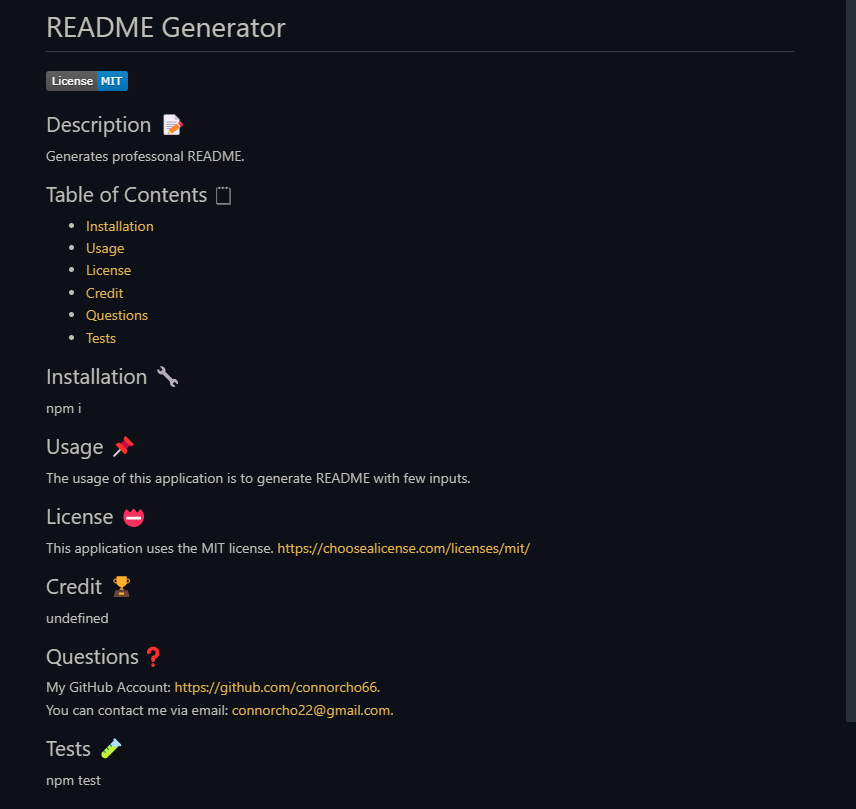 README Generator
License MIT
Description 📝
Generates professonal README.
Table of Contents 🗒
Installation
Usage
License
Credit
Questions
Tests
Installation 🔧
npm i
Usage 📌
The usage of this application is to generate README with few inputs.
License 📛
This application uses the MIT license. https://choosealicense.com/licenses/mit/
Credit 🏆
undefined
Questions ❓
My GitHub Account: https://github.com/connorcho66.
You can contact me via email: connorcho22@gmail.com.
Tests 🧪
npm test